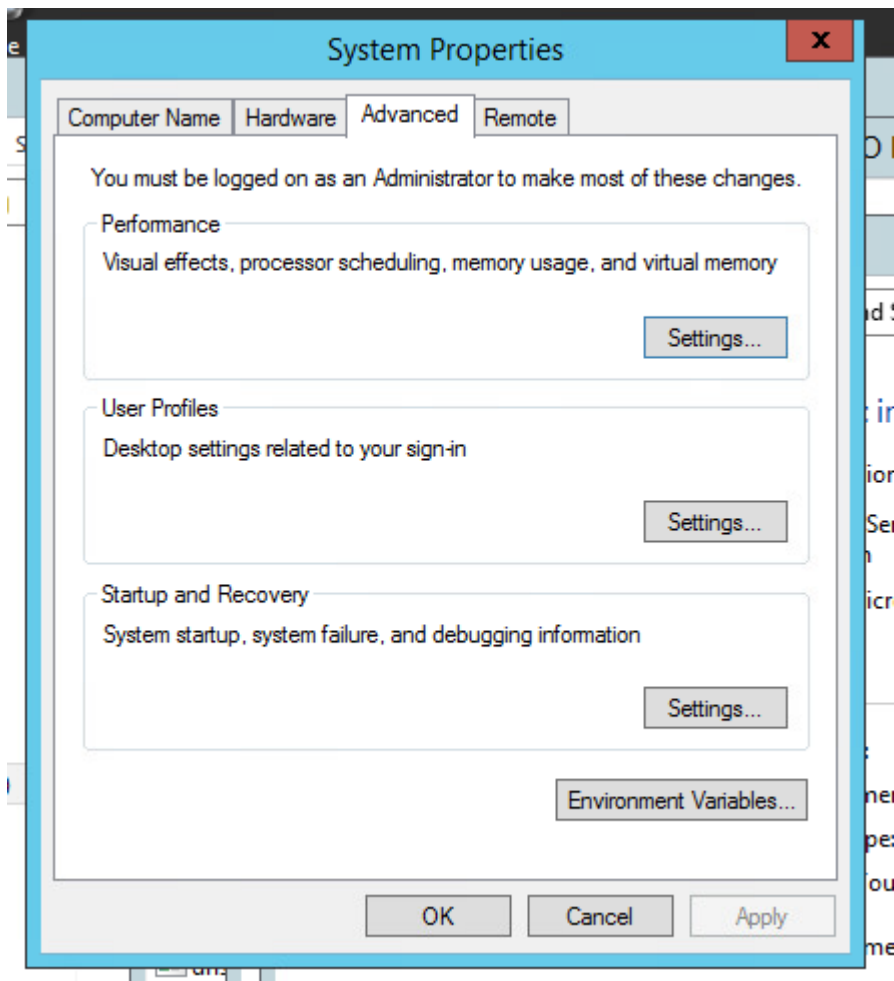 System Properties
x
Computer Name Hardware Advanced Remote
You must be logged on as an Administrator to make most of these changes.
Performance
Visual effects, processor scheduling, memory usage, and virtual memory
Settings...
User Profiles
Desktop settings related to your sign-in
Settings...
Startup and Recovery
System startup, system failure, and debugging information
Settings...
Environment Variables...
OK Cancel Apply